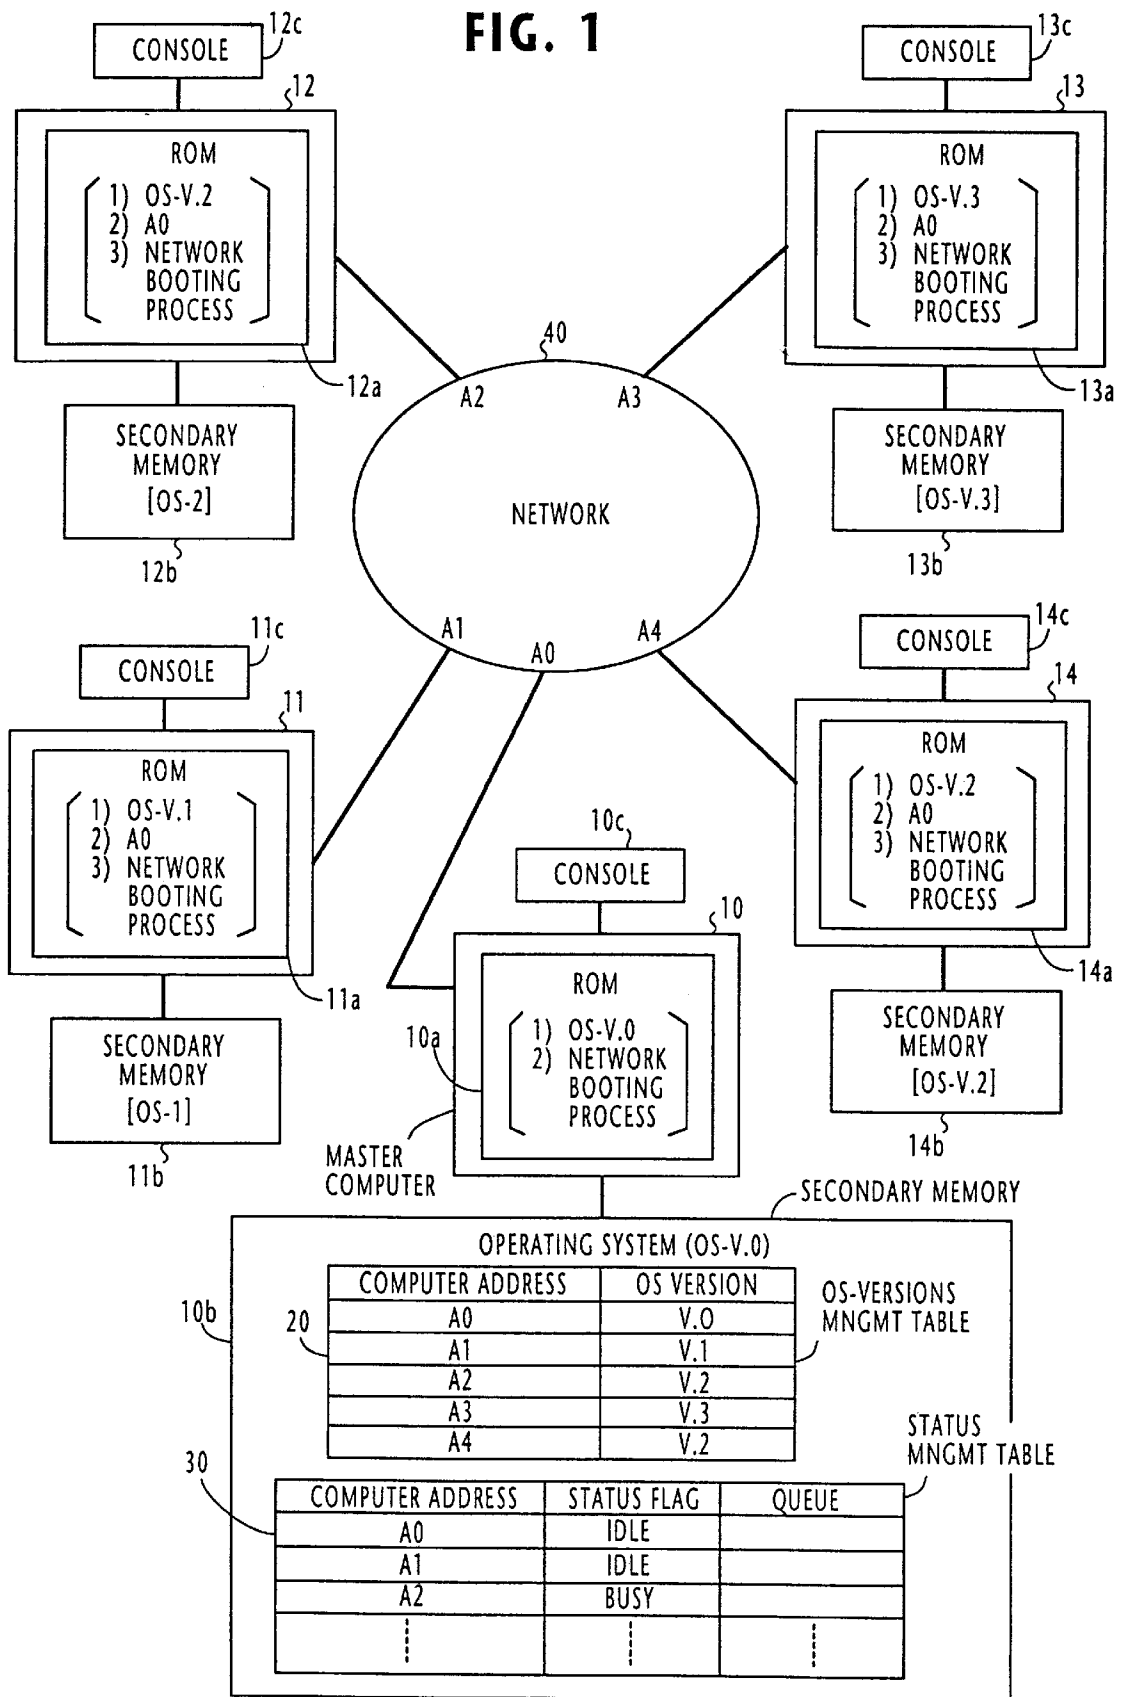 FIG. 1
12c
CONSOLE
12
ROM
1) OS-V.2
2) A0
3) NETWORK
BOOTING
PROCESS
12a
SECONDARY
MEMORY
[OS-2]
12b
13c
CONSOLE
13
ROM
1) OS-V.3
2) A0
3) NETWORK
BOOTING
PROCESS
13a
SECONDARY
MEMORY
[OS-V.3]
13b
40
A2
A3
NETWORK
A1
A0
A4
11c
CONSOLE
11
ROM
1) OS-V.1
2) A0
3) NETWORK
BOOTING
PROCESS
11a
SECONDARY
MEMORY
[OS-1]
11b
14c
CONSOLE
14
ROM
1) OS-V.2
2) A0
3) NETWORK
BOOTING
PROCESS
14a
SECONDARY
MEMORY
[OS-V.2]
14b
10c
CONSOLE
10
ROM
10a
1) OS-V.0
2) NETWORK
BOOTING
PROCESS
MASTER
COMPUTER
SECONDARY MEMORY
10b
OPERATING SYSTEM (OS-V.0)
COMPUTER ADDRESS OS VERSION
A0 V.O
A1 V.1
A2 V.2
A3 V.3
A4 V.2
20
OS-VERSIONS
MNGMT TABLE
STATUS
MNGMT TABLE
30
COMPUTER ADDRESS STATUS FLAG QUEUE
A0 IDLE
A1 IDLE
A2 BUSY